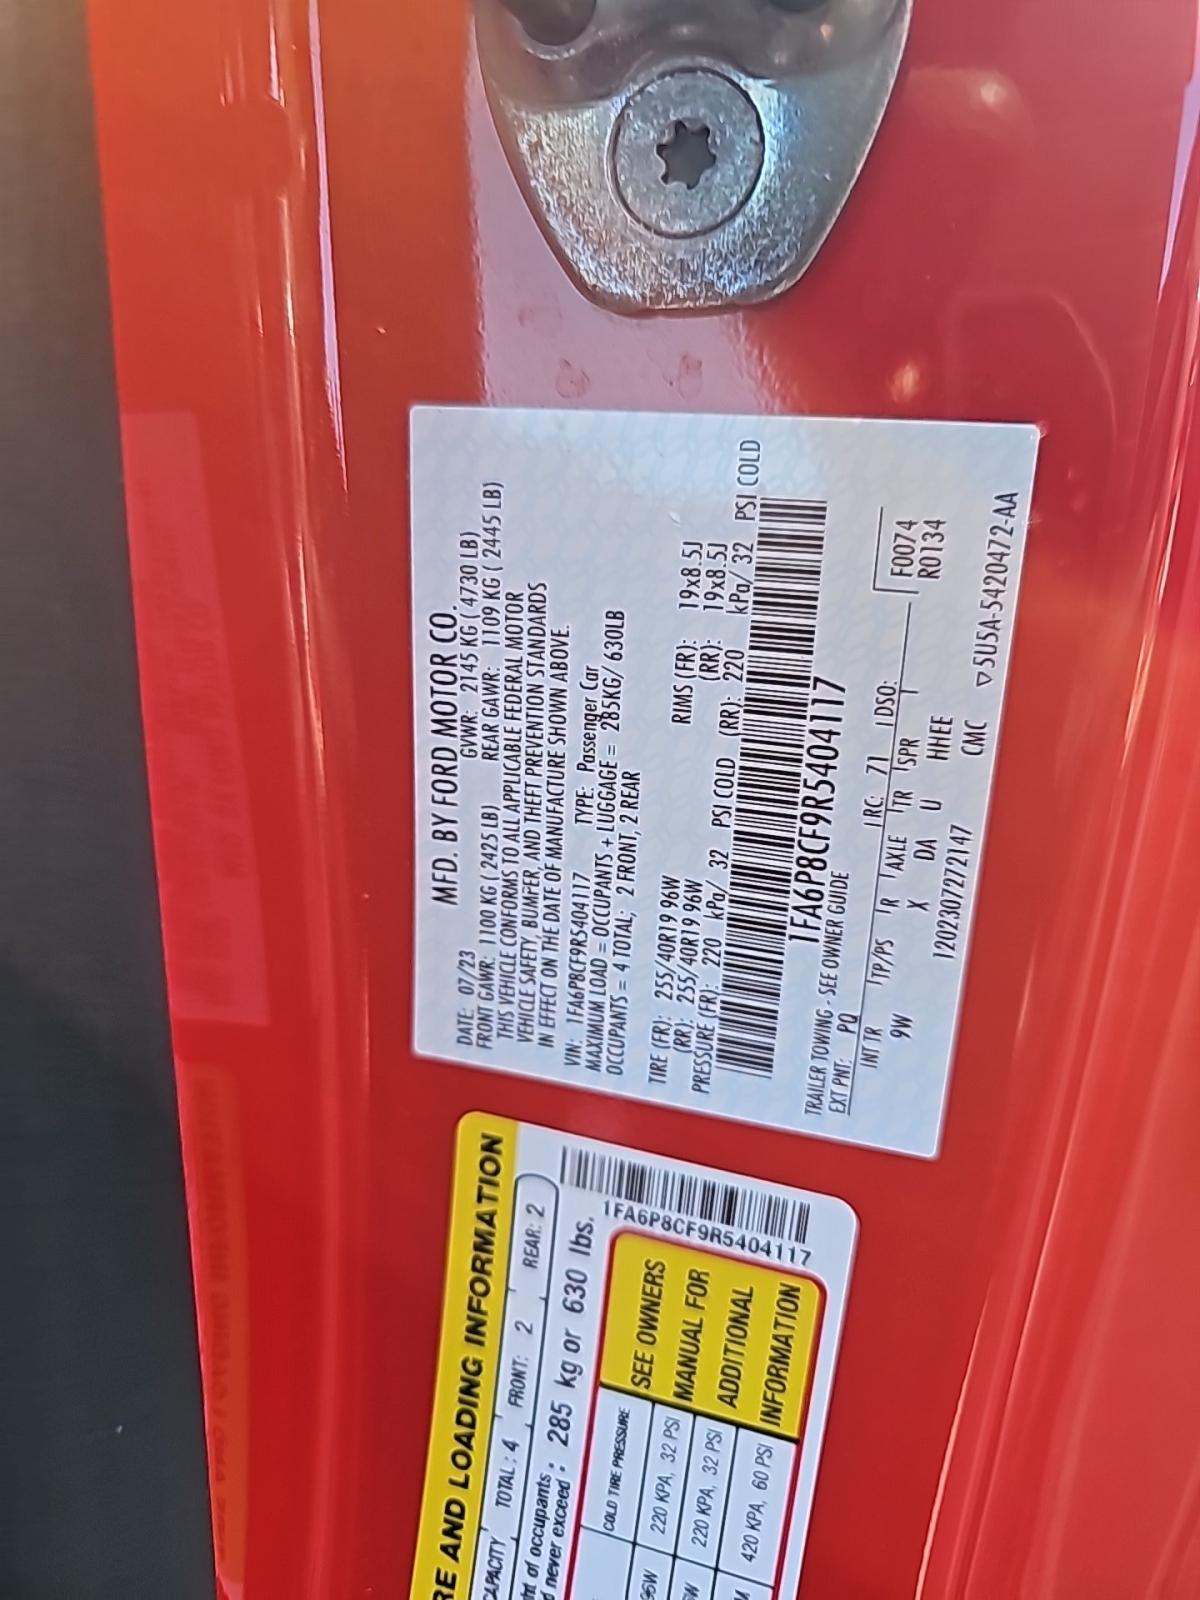 MFD. BY FORD MOTOR CO.
DATE: 07/23 GVWR: 2145 KG ( 4730 LB)
FRONT GAWR: 1100 KG ( 2425 LB) REAR GAWR: 1109 KG ( 2445 LB)
THIS VEHICLE CONFORMS TO ALL APPLICABLE FEDERAL MOTOR
VEHICLE SAFETY, BUMPER, AND THEFT PREVENTION STANDARDS
IN EFFECT ON THE DATE OF MANUFACTURE SHOWN ABOVE.
VIN: 1FA6P8CF9R5404117 TYPE: Passenger Car
MAXIMUM LOAD = OCCUPANTS + LUGGAGE = 285KG/ 630LB
OCCUPANTS = 4 TOTAL; 2 FRONT, 2 REAR
TIRE (FR): 255/40R19 96W RIMS (FR): 19x8.5J
(RR): 255/40R19 96W (RR): 19x8.5J
PRESSURE (FR): 220 kPa/ 32 PSI COLD (RR): 220 kPa/ 32 PSI COLD
1FA6P8CF9R5404117
TRAILER TOWING - SEE OWNER GUIDE
EXT PNT: PQ RC: 71 DSO: F0074
INT TR TP/PS R AXLE TR SPR R0134
9W X DA U HHEE
1202307272147 CMC ▽5U5A-5420472-AA
RE AND LOADING INFORMATION
CAPACITY TOTAL: 4 FRONT: 2 REAR: 2
ht of occupants
d never exceed : 285 kg or 630 lbs.
1FA6P8CF9R5404117
COLD TIRE PRESSURE
96W 220 KPA, 32 PSI
W 220 KPA, 32 PSI
M 420 KPA, 60 PSI
SEE OWNERS
MANUAL FOR
ADDITIONAL
INFORMATION